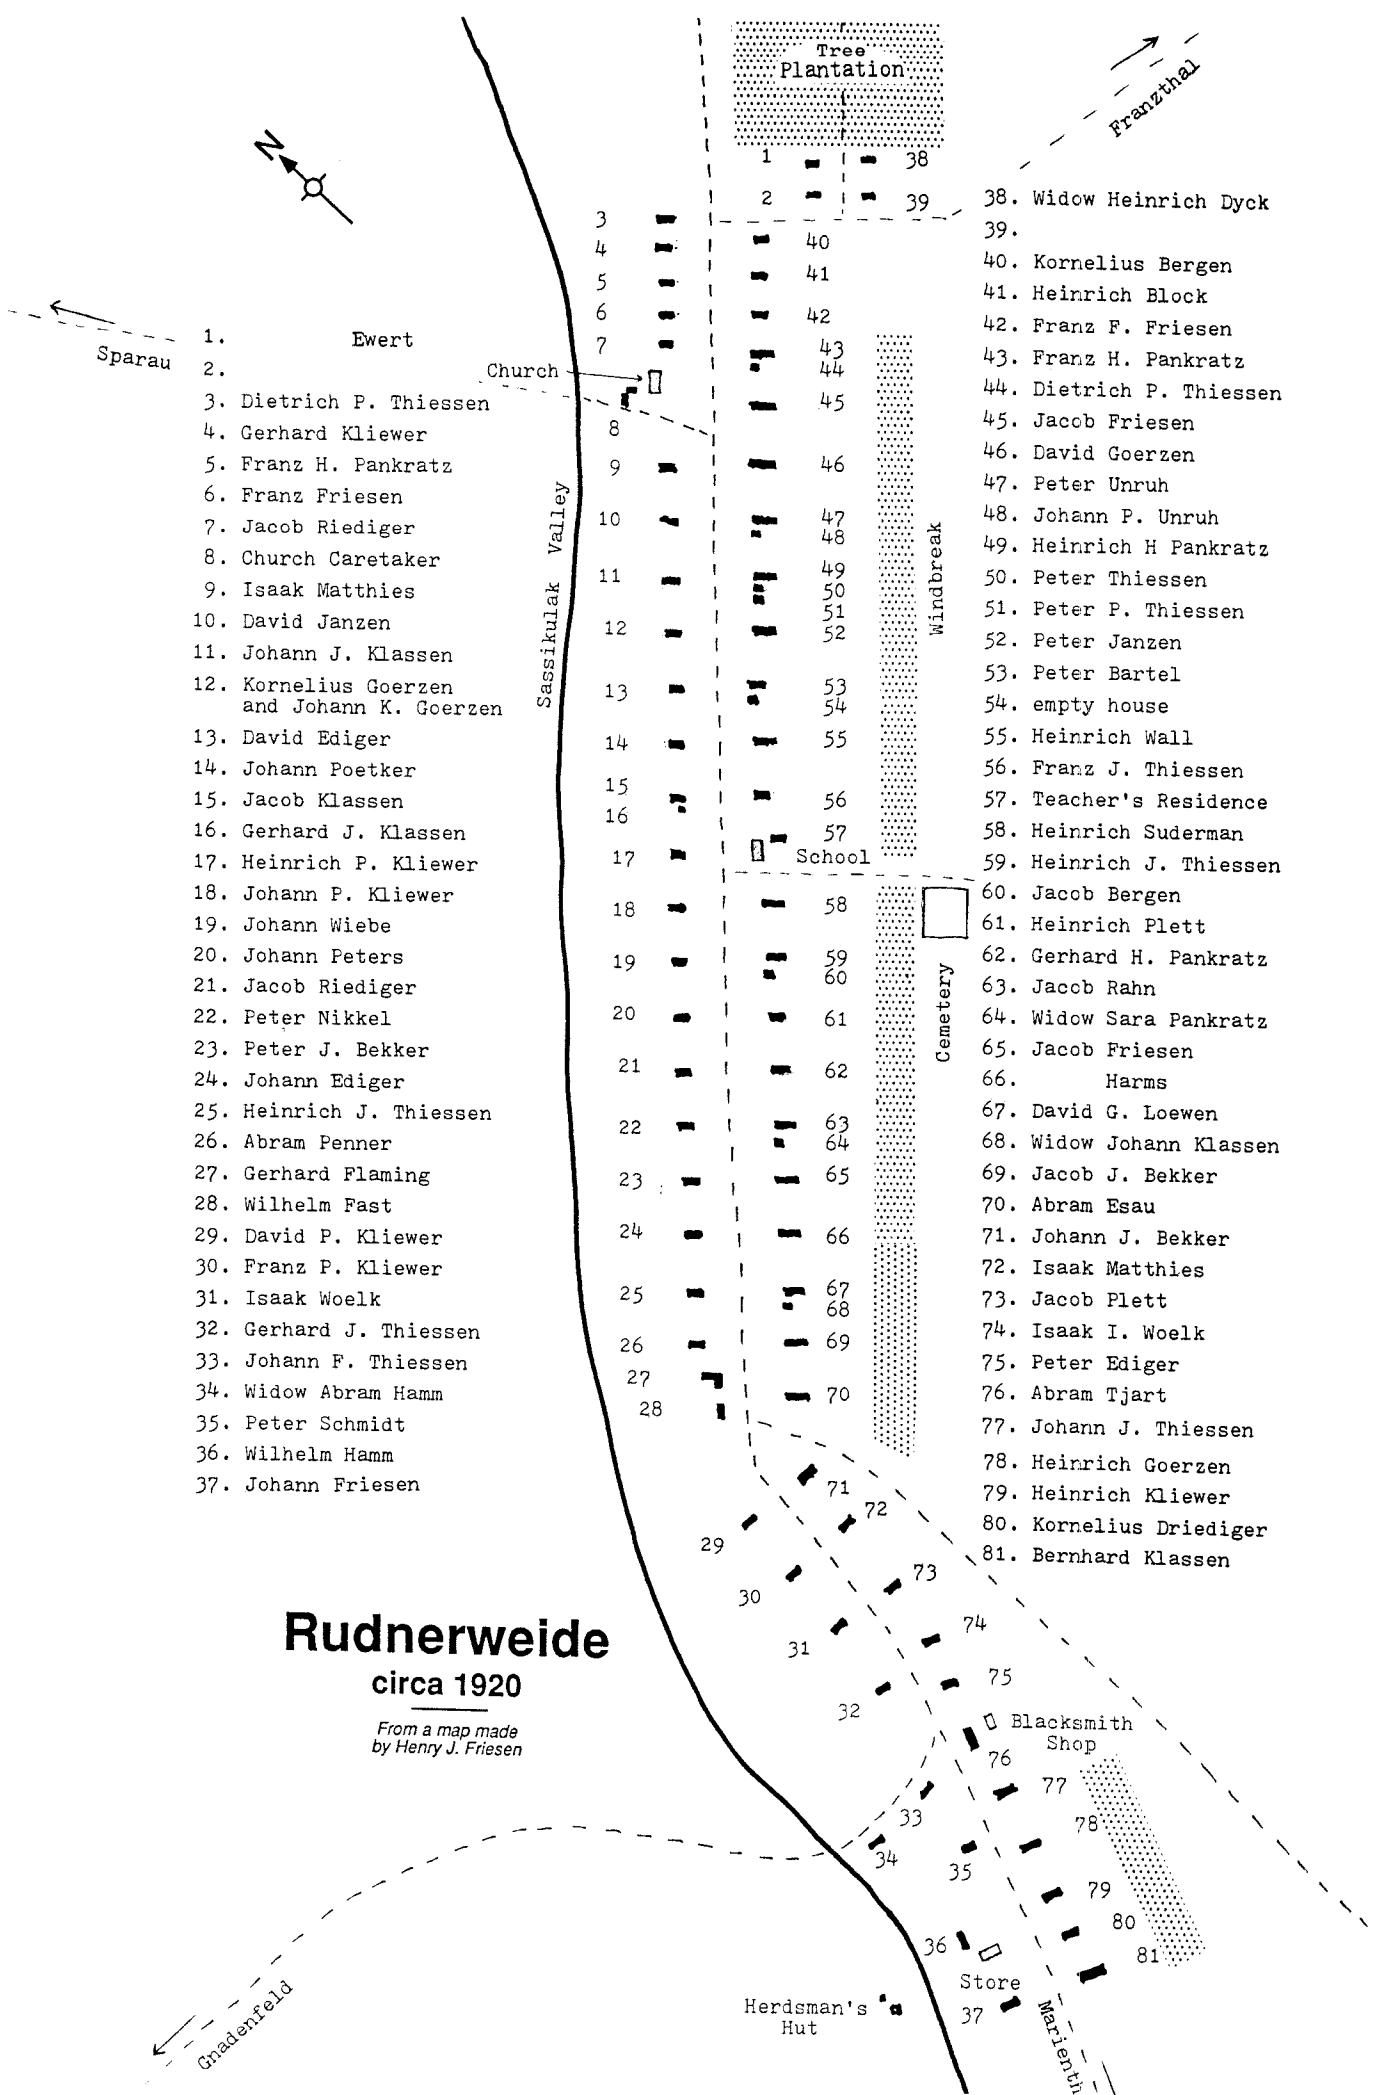 Tree
Plantation
Franzthal
N
1
38
2
39
3
4
40
5
41
6
42
7
43
44
Church
45
8
9
46
10
47
48
11
49
50
51
12
52
13
53
54
14
55
15
16
56
57
School
17
18
58
19
59
60
20
61
21
62
22
63
64
23
65
24
66
25
67
68
26
69
27
28
70
71
72
29
30
73
31
74
32
75
Blacksmith
Shop
76
33
77
34
35
78
79
80
36
81
Store
37
Herdsman's
Hut
Marienth
Gnadenfeld
Sparau
Sassikulak Valley
Windbreak
Cemetery
1. Ewert
2.
3. Dietrich P. Thiessen
4. Gerhard Kliewer
5. Franz H. Pankratz
6. Franz Friesen
7. Jacob Riediger
8. Church Caretaker
9. Isaak Matthies
10. David Janzen
11. Johann J. Klassen
12. Kornelius Goerzen
and Johann K. Goerzen
13. David Ediger
14. Johann Poetker
15. Jacob Klassen
16. Gerhard J. Klassen
17. Heinrich P. Kliewer
18. Johann P. Kliewer
19. Johann Wiebe
20. Johann Peters
21. Jacob Riediger
22. Peter Nikkel
23. Peter J. Bekker
24. Johann Ediger
25. Heinrich J. Thiessen
26. Abram Penner
27. Gerhard Flaming
28. Wilhelm Fast
29. David P. Kliewer
30. Franz P. Kliewer
31. Isaak Woelk
32. Gerhard J. Thiessen
33. Johann F. Thiessen
34. Widow Abram Hamm
35. Peter Schmidt
36. Wilhelm Hamm
37. Johann Friesen
38. Widow Heinrich Dyck
39.
40. Kornelius Bergen
41. Heinrich Block
42. Franz F. Friesen
43. Franz H. Pankratz
44. Dietrich P. Thiessen
45. Jacob Friesen
46. David Goerzen
47. Peter Unruh
48. Johann P. Unruh
49. Heinrich H Pankratz
50. Peter Thiessen
51. Peter P. Thiessen
52. Peter Janzen
53. Peter Bartel
54. empty house
55. Heinrich Wall
56. Franz J. Thiessen
57. Teacher's Residence
58. Heinrich Suderman
59. Heinrich J. Thiessen
60. Jacob Bergen
61. Heinrich Plett
62. Gerhard H. Pankratz
63. Jacob Rahn
64. Widow Sara Pankratz
65. Jacob Friesen
66. Harms
67. David G. Loewen
68. Widow Johann Klassen
69. Jacob J. Bekker
70. Abram Esau
71. Johann J. Bekker
72. Isaak Matthies
73. Jacob Plett
74. Isaak I. Woelk
75. Peter Ediger
76. Abram Tjart
77. Johann J. Thiessen
78. Heinrich Goerzen
79. Heinrich Kliewer
80. Kornelius Driediger
81. Bernhard Klassen
Rudnerweide
circa 1920
From a map made
by Henry J. Friesen